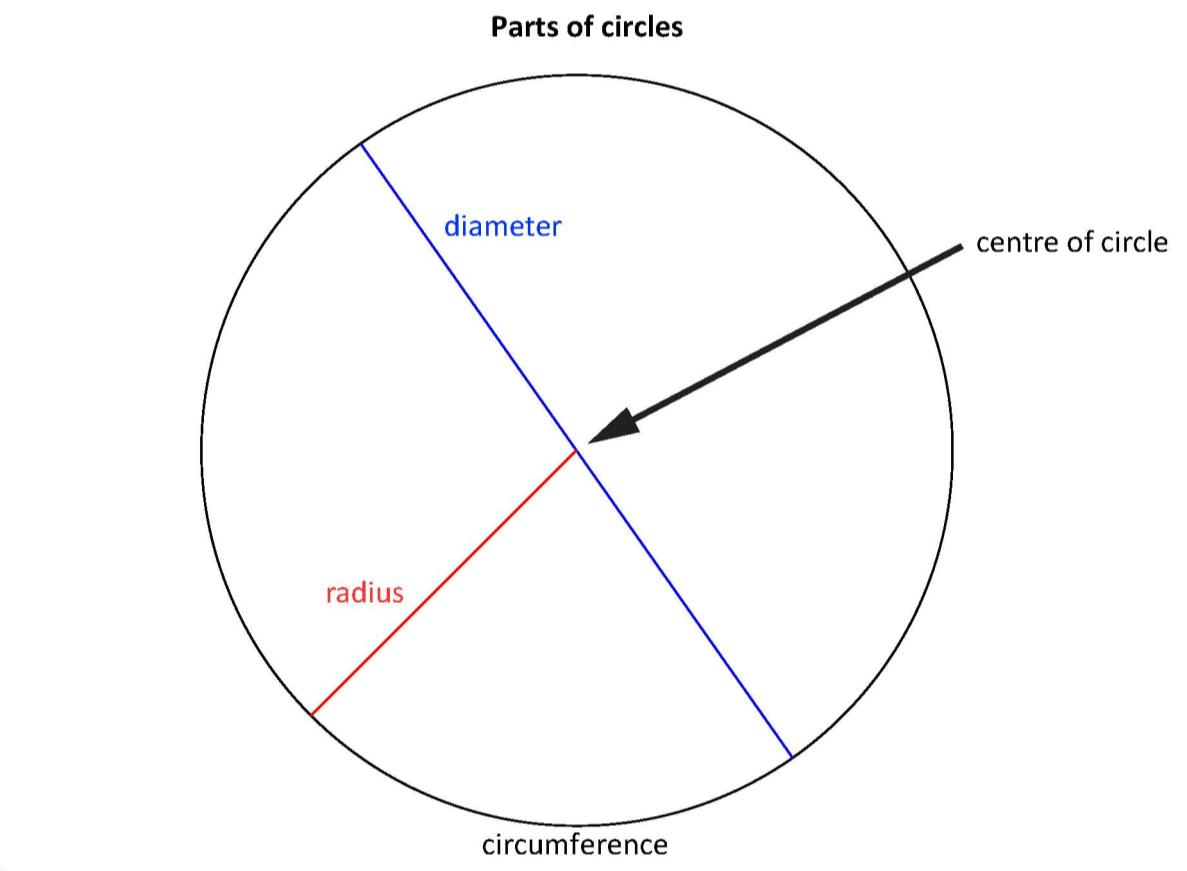 Parts of circles
diameter
centre of circle
radius
circumference